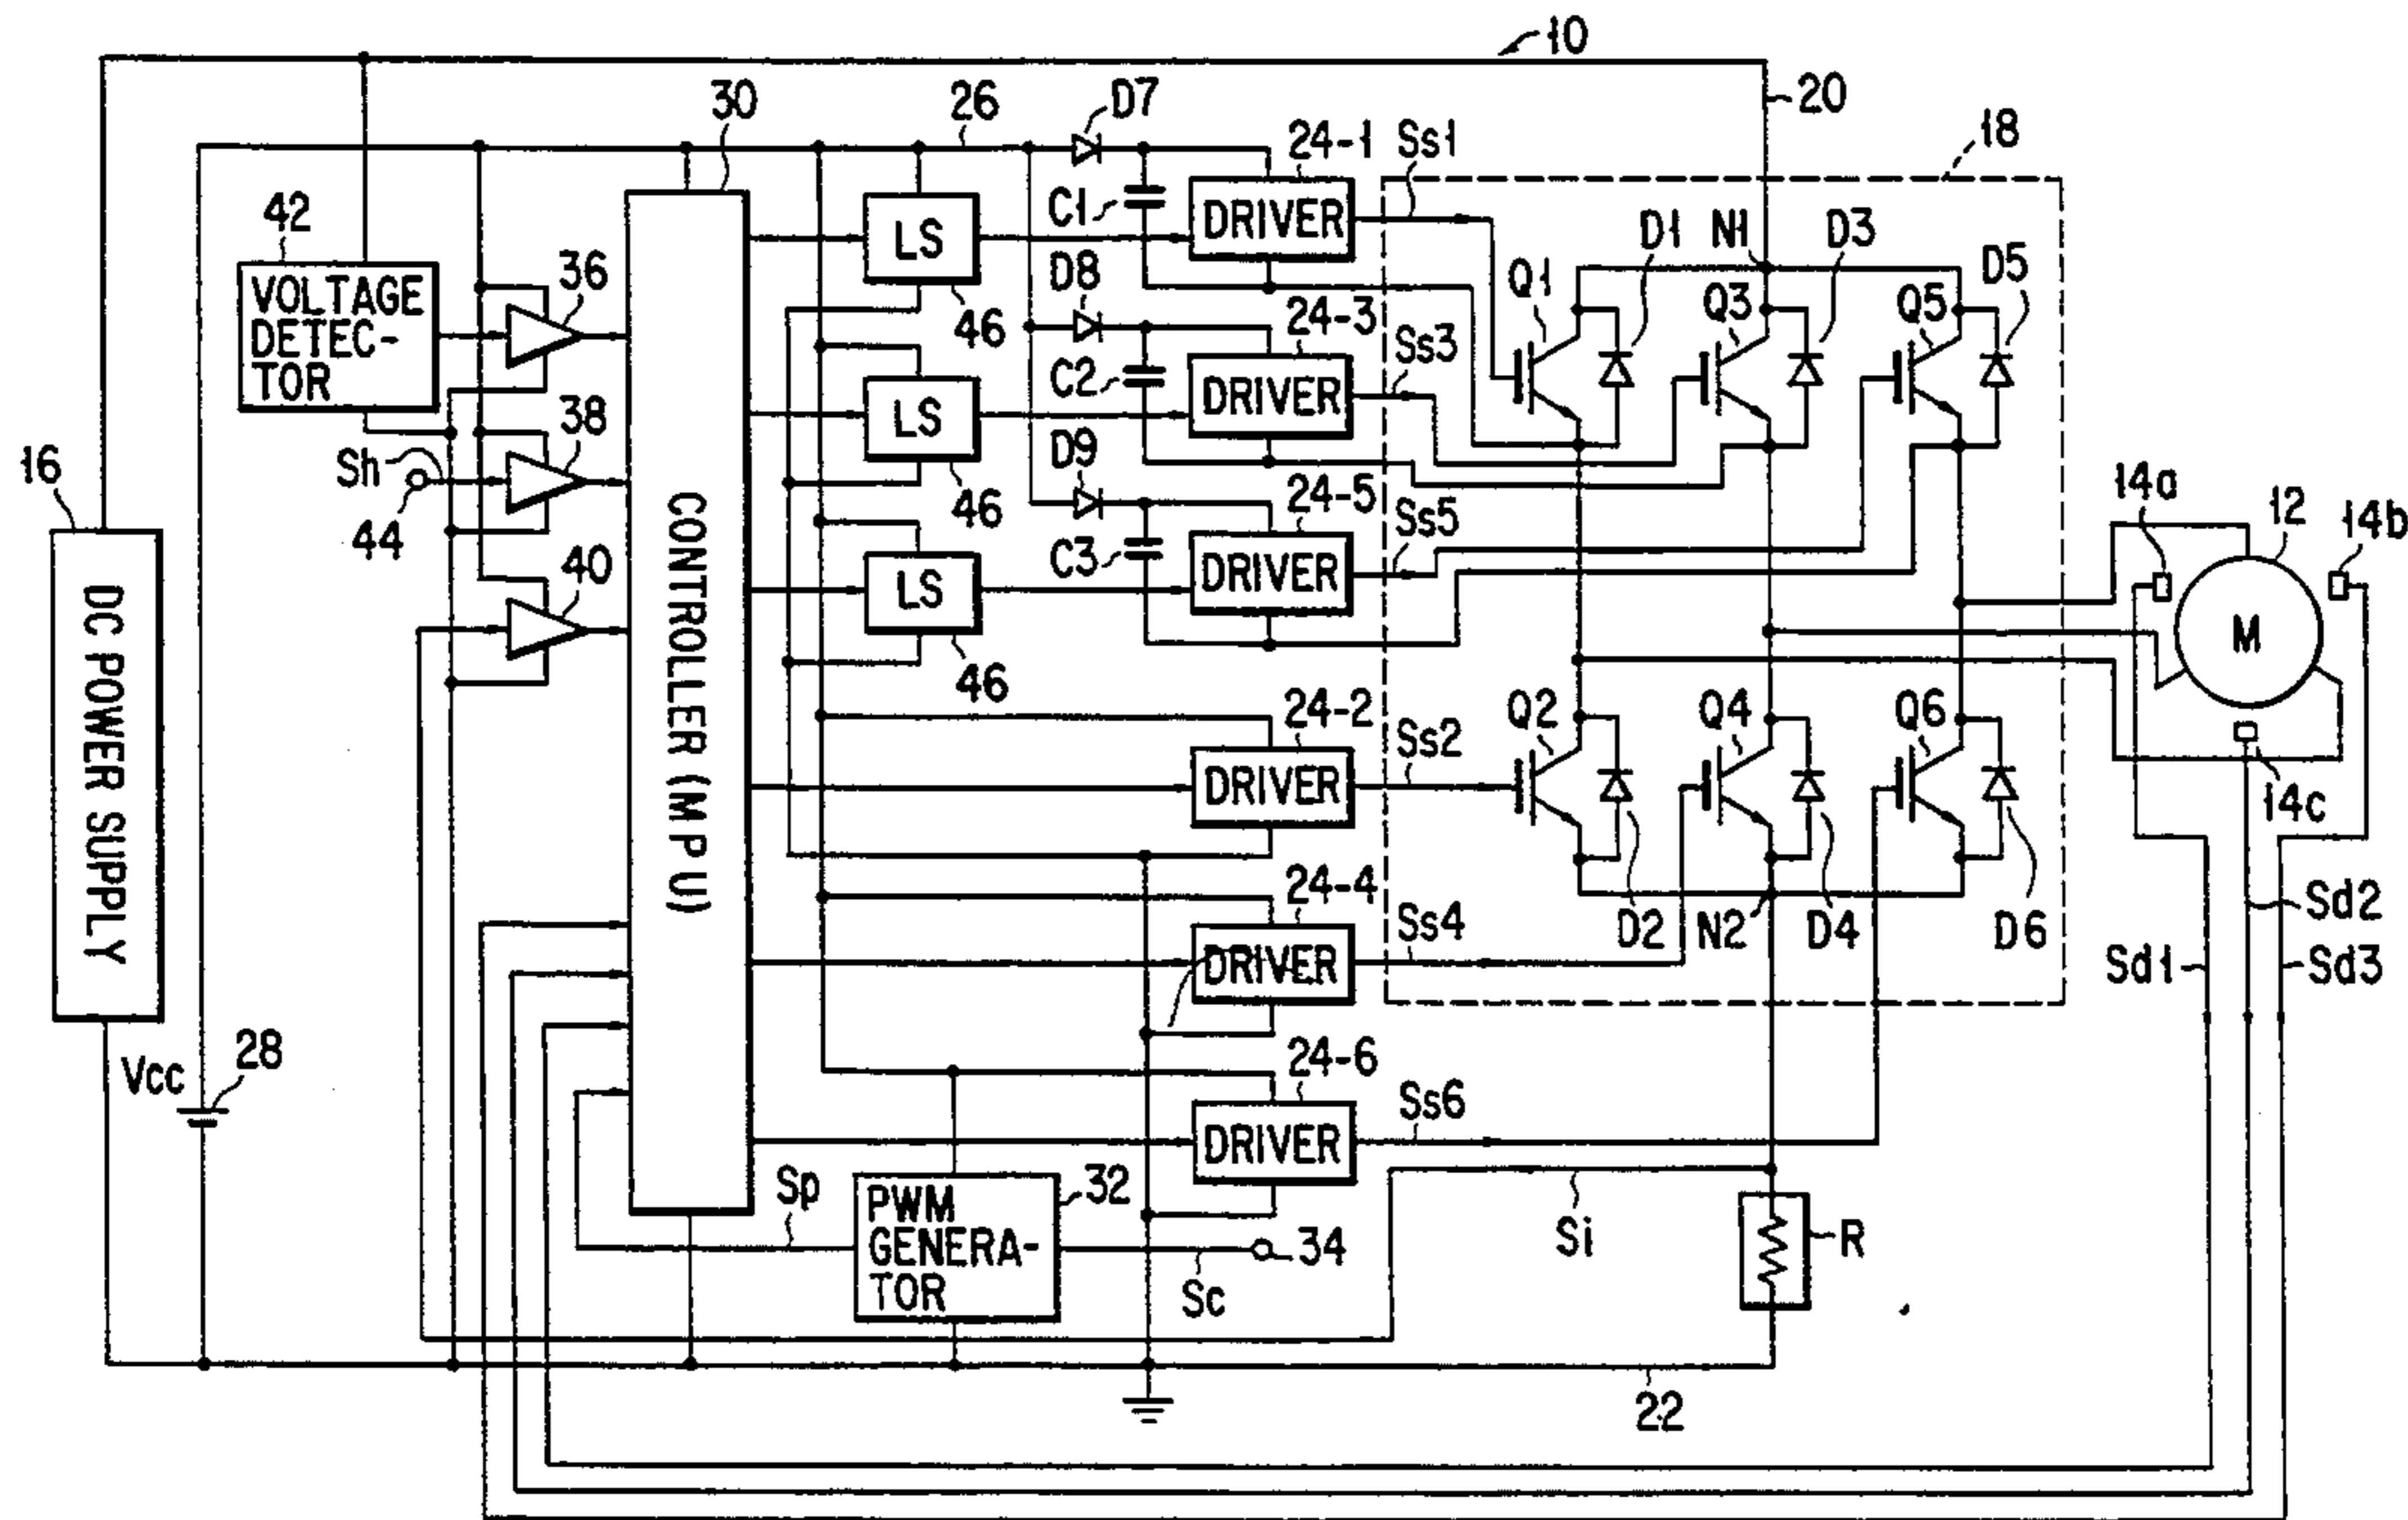 10
20
D7
30
26
18
24-1
Ss1
42
C1
DRIVER
LS
D1
N1
D3
D5
VOLTAGE
DETEC-
TOR
36
D8
Q1
Q3
Q5
46
24-3
Ss3
C2
DRIVER
LS
38
D9
16
Sh
44
46
24-5
Ss5
14a
12
14b
40
C3
DRIVER
LS
CONTROLLER (MPU)
DC POWER SUPPLY
M
46
24-2
Ss2
Q2
Q4
Q6
DRIVER
14c
24-4
Ss4
D2
N2
D4
D6
Sd2
DRIVER
Sd1
Sd3
Vcc
28
24-6
Ss6
DRIVER
Sp
PWM
GENERA-
TOR
32
34
Sc
Si
R
22